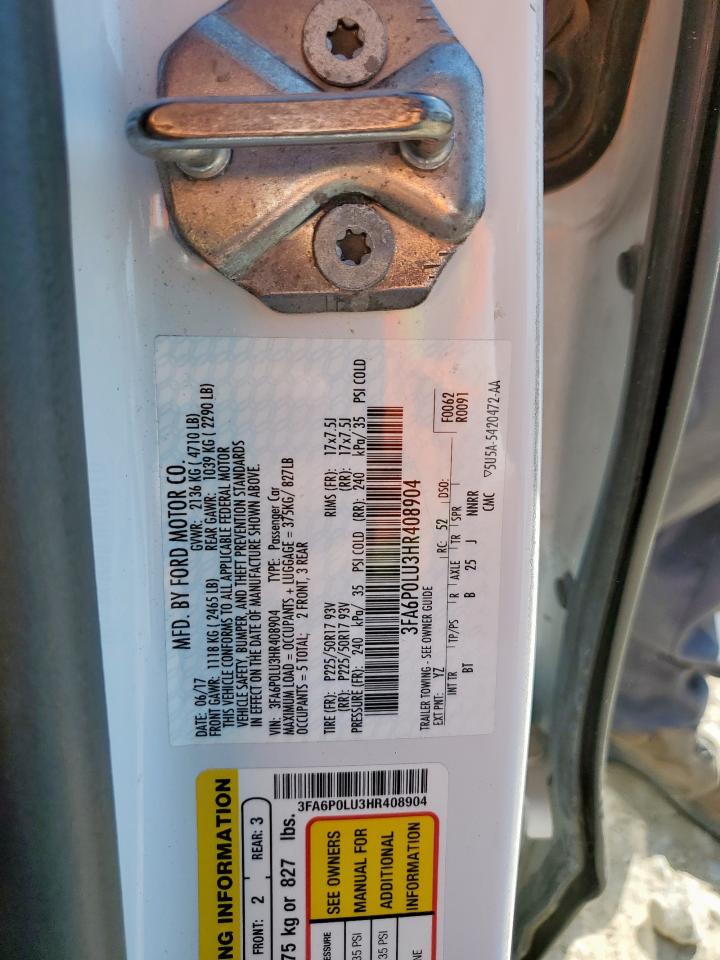 MFD. BY FORD MOTOR CO.
DATE: 06/17 GVWR: 2136 KG ( 4710 LB)
FRONT GAWR: 1118 KG ( 2465 LB) REAR GAWR: 1039 KG ( 2290 LB)
THIS VEHICLE CONFORMS TO ALL APPLICABLE FEDERAL MOTOR
VEHICLE SAFETY, BUMPER, AND THEFT PREVENTION STANDARDS
IN EFFECT ON THE DATE OF MANUFACTURE SHOWN ABOVE.
VIN: 3FA6P0LU3HR408904 TYPE: Passenger Car
MAXIMUM LOAD = OCCUPANTS + LUGGAGE = 375KG/ 827LB
OCCUPANTS = 5 TOTAL; 2 FRONT, 3 REAR
TIRE (FR): P225/50R17 93V RIMS (FR): 17x7.5J
(RR): P225/50R17 93V (RR): 17x7.5J
PRESSURE (FR): 240 kPa/ 35 PSI COLD (RR): 240 kPa/ 35 PSI COLD
3FA6P0LU3HR408904
TRAILER TOWING - SEE OWNER GUIDE F0062
EXT PNT: YZ RC: 52 DSO: R0091
INT TR TP/PS R AXLE TR SPR
BT B 25 J NNRR
CMC 5U5A-5420472-AA
3FA6P0LU3HR408904
NG INFORMATION
FRONT: 2 REAR: 3
75 kg or 827 lbs.
SEE OWNERS
MANUAL FOR
ADDITIONAL
INFORMATION
ESSURE
35 PSI
35 PSI
NE